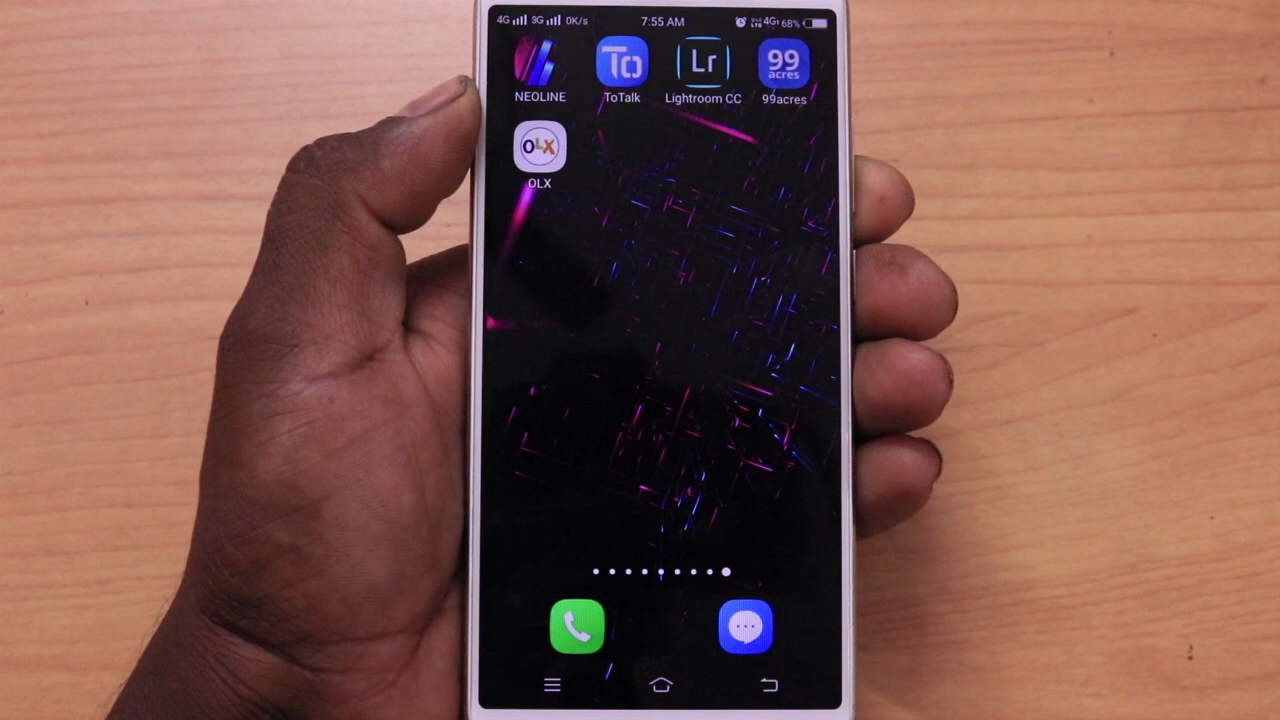 4G 3G 0K/s 7:55 AM VoLTE 4G 68%
To Lr 99 acres
NEOLINE ToTalk Lightroom CC 99acres
OLX
OLX